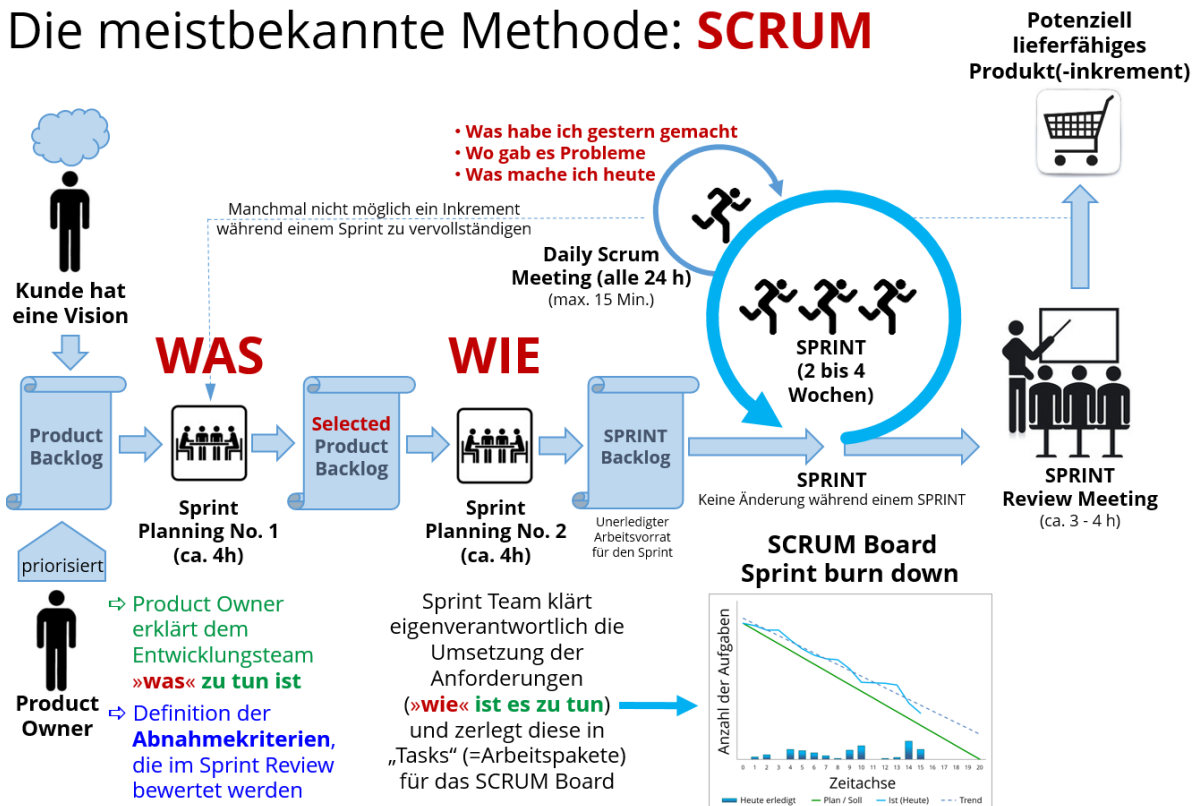 Die meistbekannte Methode: SCRUM
Potenziell
lieferfähiges
Produkt(-inkrement)
• Was habe ich gestern gemacht
• Wo gab es Probleme
• Was mache ich heute
Manchmal nicht möglich ein Inkrement
während einem Sprint zu vervollständigen
Daily Scrum
Meeting (alle 24 h)
(max. 15 Min.)
Kunde hat
eine Vision
WAS
WIE
SPRINT
(2 bis 4
Wochen)
Product
Backlog
Selected
Product
Backlog
SPRINT
Backlog
Sprint
Planning No. 1
(ca. 4h)
Sprint
Planning No. 2
(ca. 4h)
Unerledigter
Arbeitsvorrat
für den Sprint
SPRINT
Keine Änderung während einem SPRINT
SPRINT
Review Meeting
(ca. 3 - 4 h)
priorisiert
Product
Owner
⇨ Product Owner
erklärt dem
Entwicklungsteam
»was« zu tun ist
⇨ Definition der
Abnahmekriterien,
die im Sprint Review
bewertet werden
Sprint Team klärt
eigenverantwortlich die
Umsetzung der
Anforderungen
(»wie« ist es zu tun)
und zerlegt diese in
„Tasks“ (=Arbeitspakete)
für das SCRUM Board
SCRUM Board
Sprint burn down
Anzahl der Aufgaben
0 1 2 3 4 5 6 7 8 9 10 11 12 13 14 15 16 17 18 19 20
Zeitachse
Heute erledigt Plan / Soll Ist (Heute) Trend